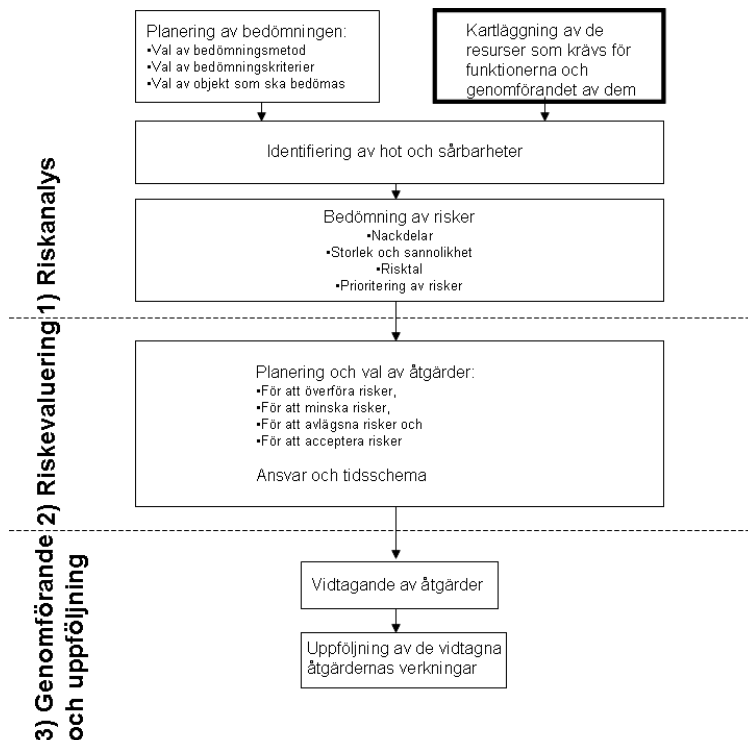 Planering av bedömningen:
▪Val av bedömningsmetod
▪Val av bedömningskriterier
▪Val av objekt som ska bedömas
Kartläggning av de
resurser som krävs för
funktionerna och
genomförandet av dem
Identifiering av hot och sårbarheter
Bedömning av risker
▪Nackdelar
▪Storlek och sannolikhet
▪Risktal
▪Prioritering av risker
1) Riskanalys
Planering och val av åtgärder:
▪För att överföra risker,
▪För att minska risker,
▪För att avlägsna risker och
▪För att acceptera risker
Ansvar och tidsschema
2) Riskevaluering
Vidtagande av åtgärder
Uppföljning av de vidtagna
åtgärdernas verkningar
3) Genomförande
och uppföljning